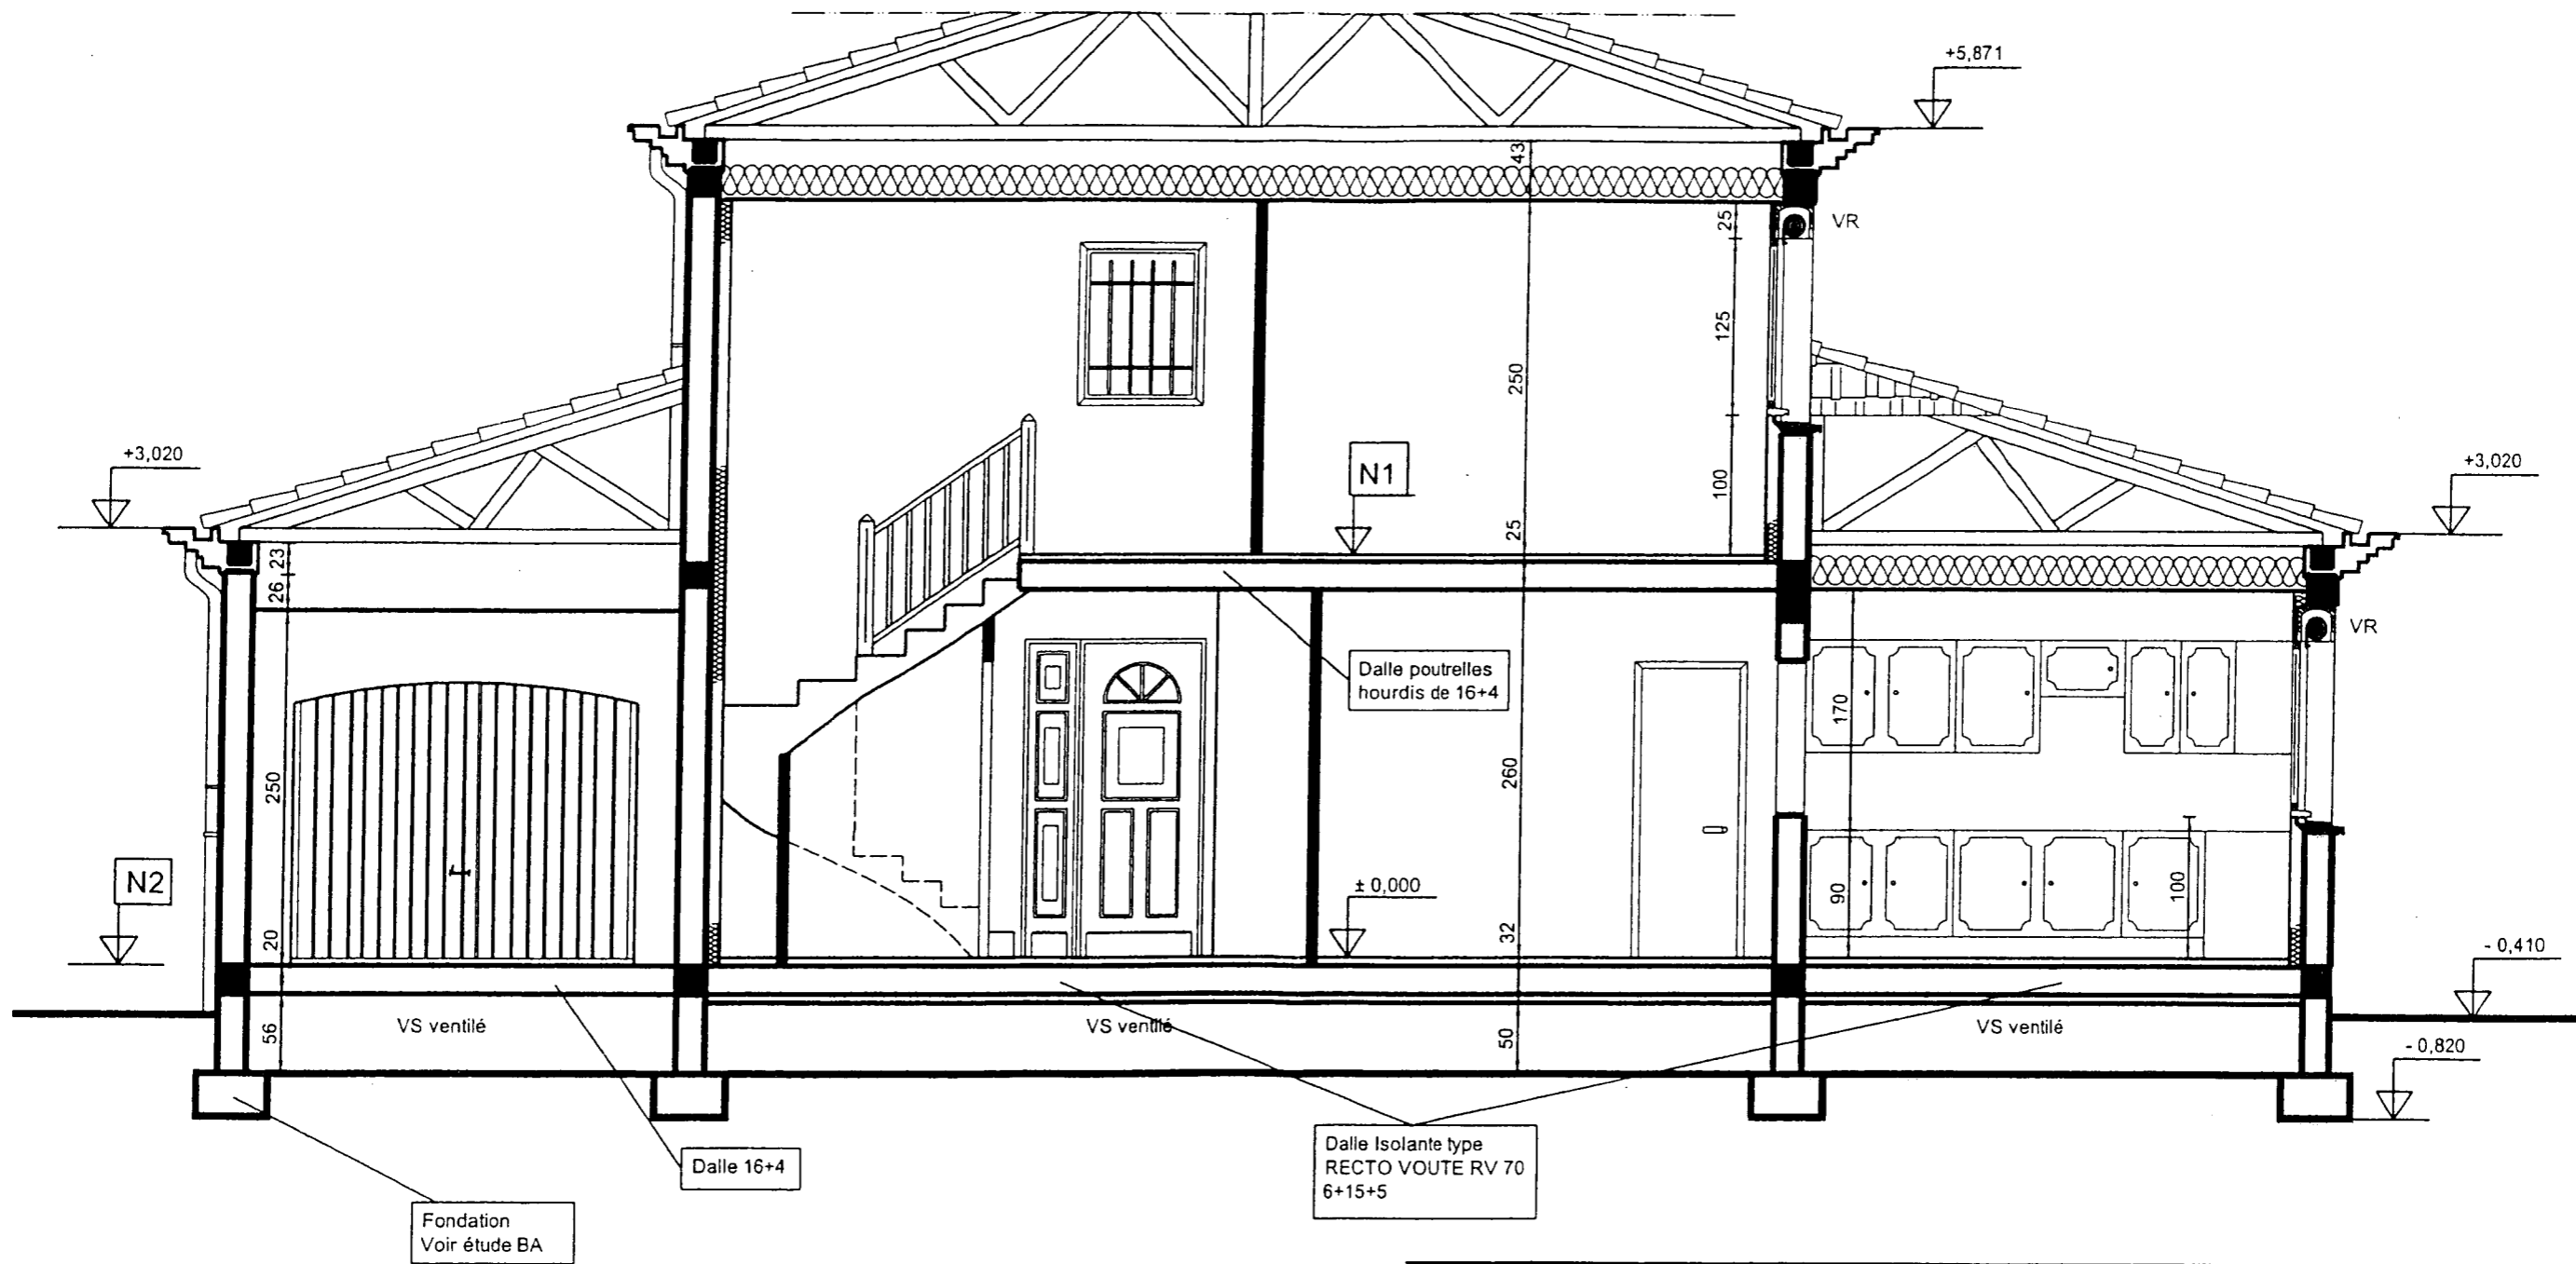 +5,871
43
VR
25
125
250
+3,020
N1
100
+3,020
25
23
26
VR
Dalle poutrelles
hourdis de 16+4
170
250
260
N2
± 0,000
90
100
20
32
- 0,410
VS ventilé
VS ventilé
VS ventilé
56
50
- 0,820
Dalle 16+4
Dalle Isolante type
RECTO VOUTE RV 70
6+15+5
Fondation
Voir étude BA